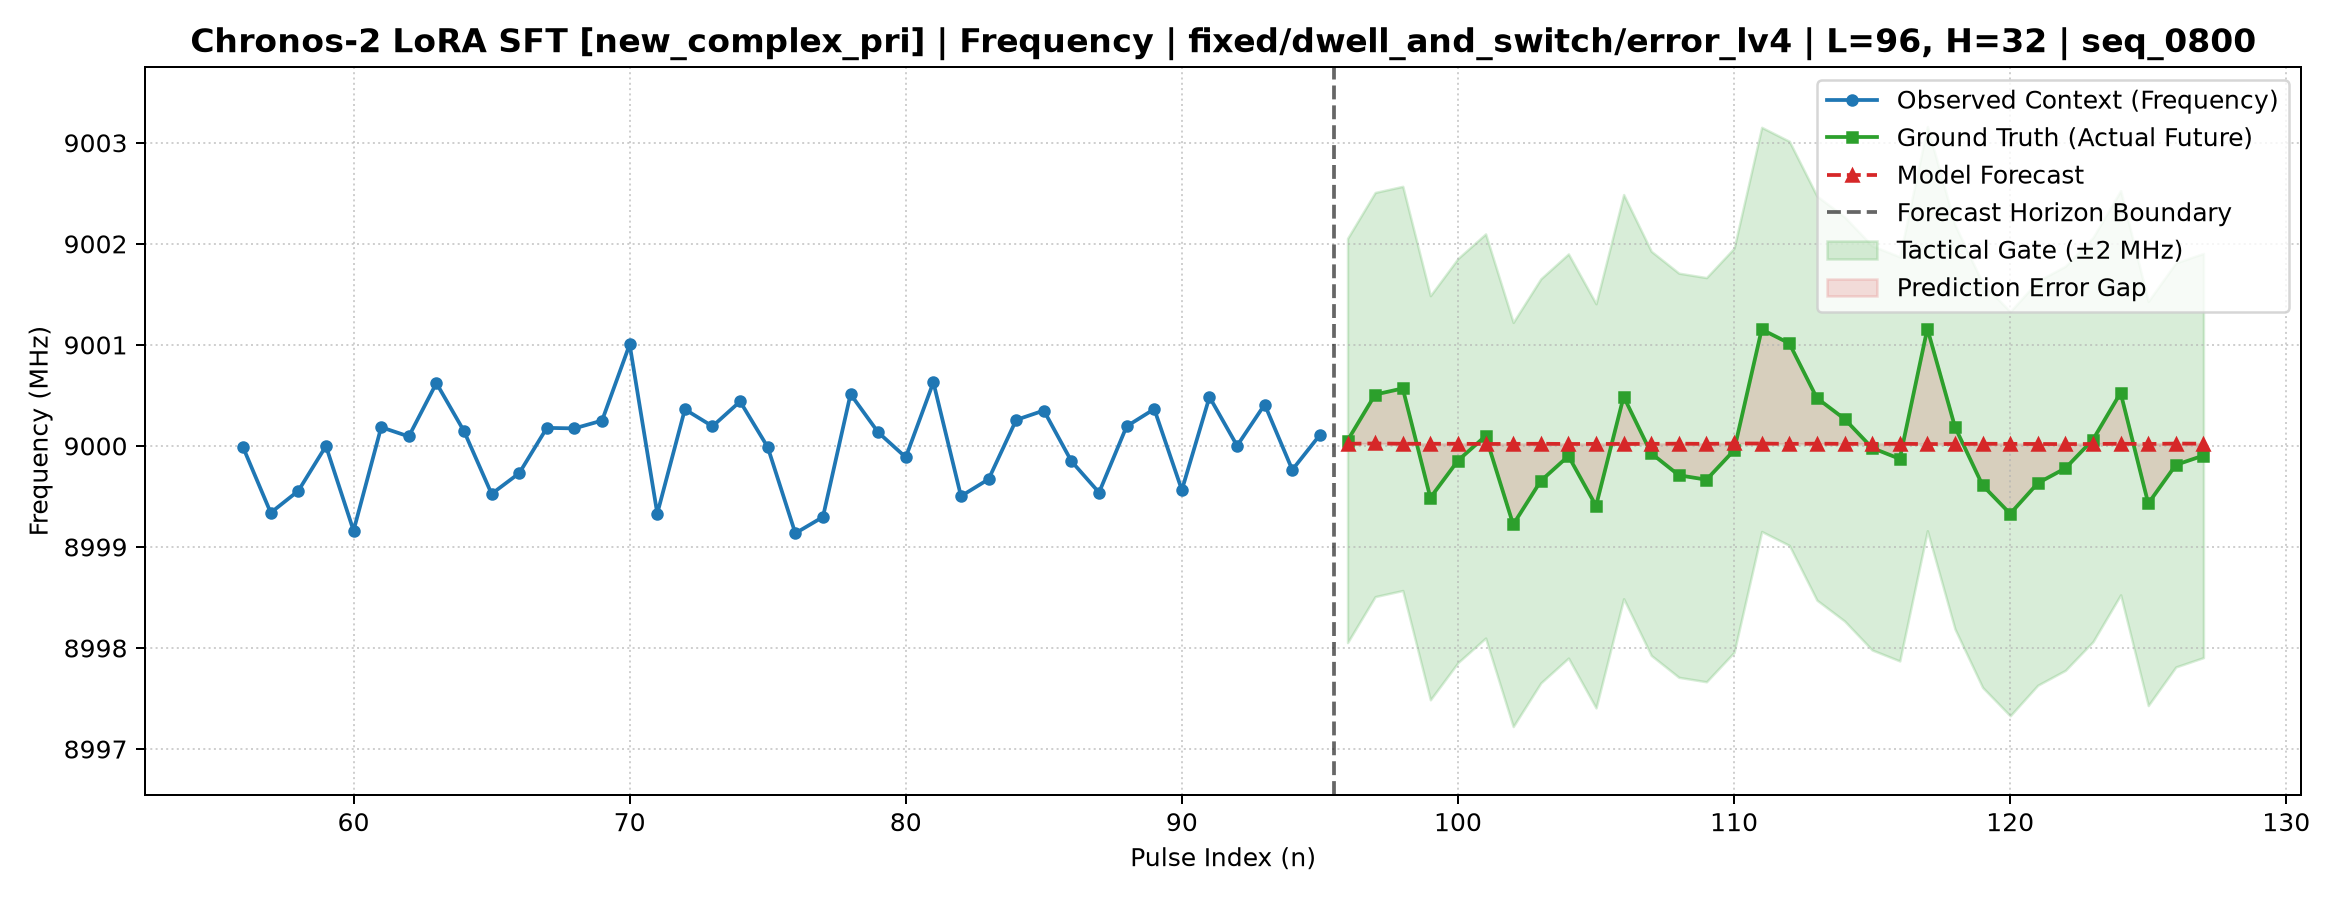 Chronos-2 LoRA SFT [new_complex_pri] | Frequency | fixed/dwell_and_switch/error_lv4 | L=96, H=32 | seq_0800
Observed Context (Frequency)
Ground Truth (Actual Future)
Model Forecast
Forecast Horizon Boundary
Tactical Gate (±2 MHz)
Prediction Error Gap
Frequency (MHz)
9003
9002
9001
9000
8999
8998
8997
60 70 80 90 100 110 120 130
Pulse Index (n)